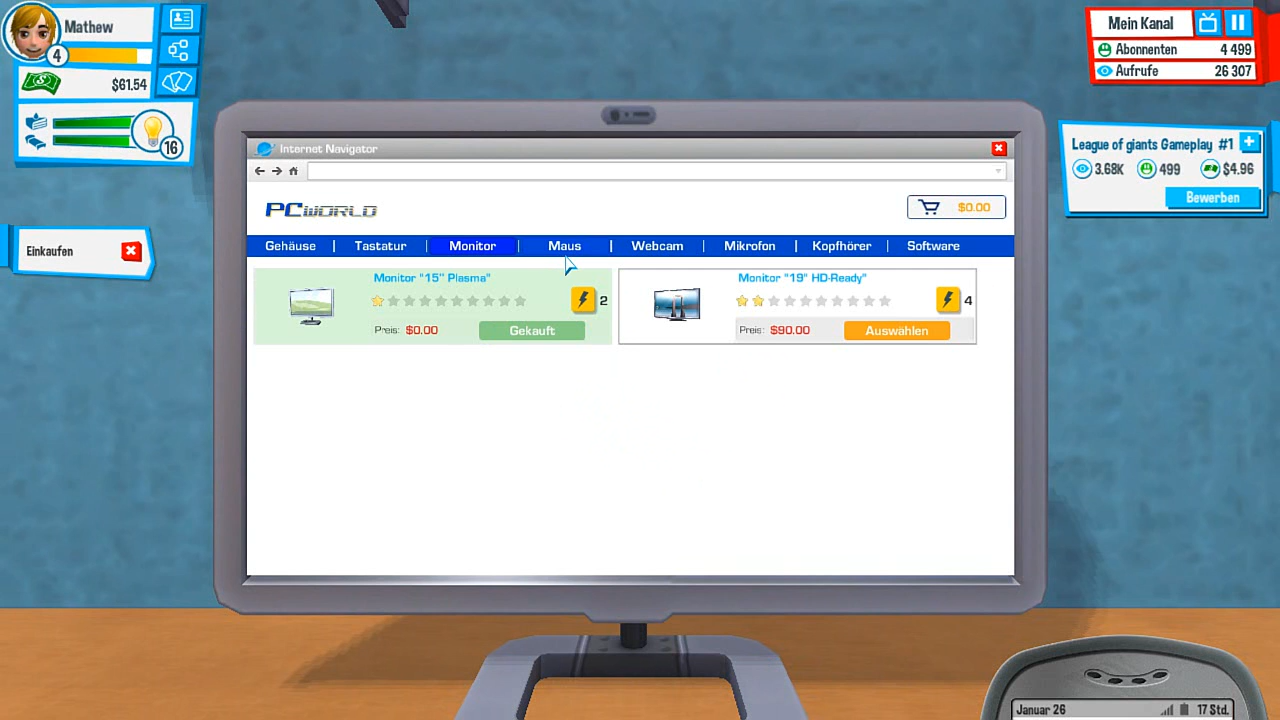 Mathew
4
$61.54
16
Einkaufen
Mein Kanal
Abonnenten 4 499
Aufrufe 26 307
League of giants Gameplay #1
3.68K 499 $4.96
Bewerben
Internet Navigator
PCWORLD
$0.00
Gehäuse | Tastatur | Monitor | Maus | Webcam | Mikrofon | Kopfhörer | Software
Monitor "15" Plasma"
2
Preis: $0.00 Gekauft
Monitor "19" HD-Ready"
4
Preis: $90.00 Auswählen
Januar 26 17 Std.